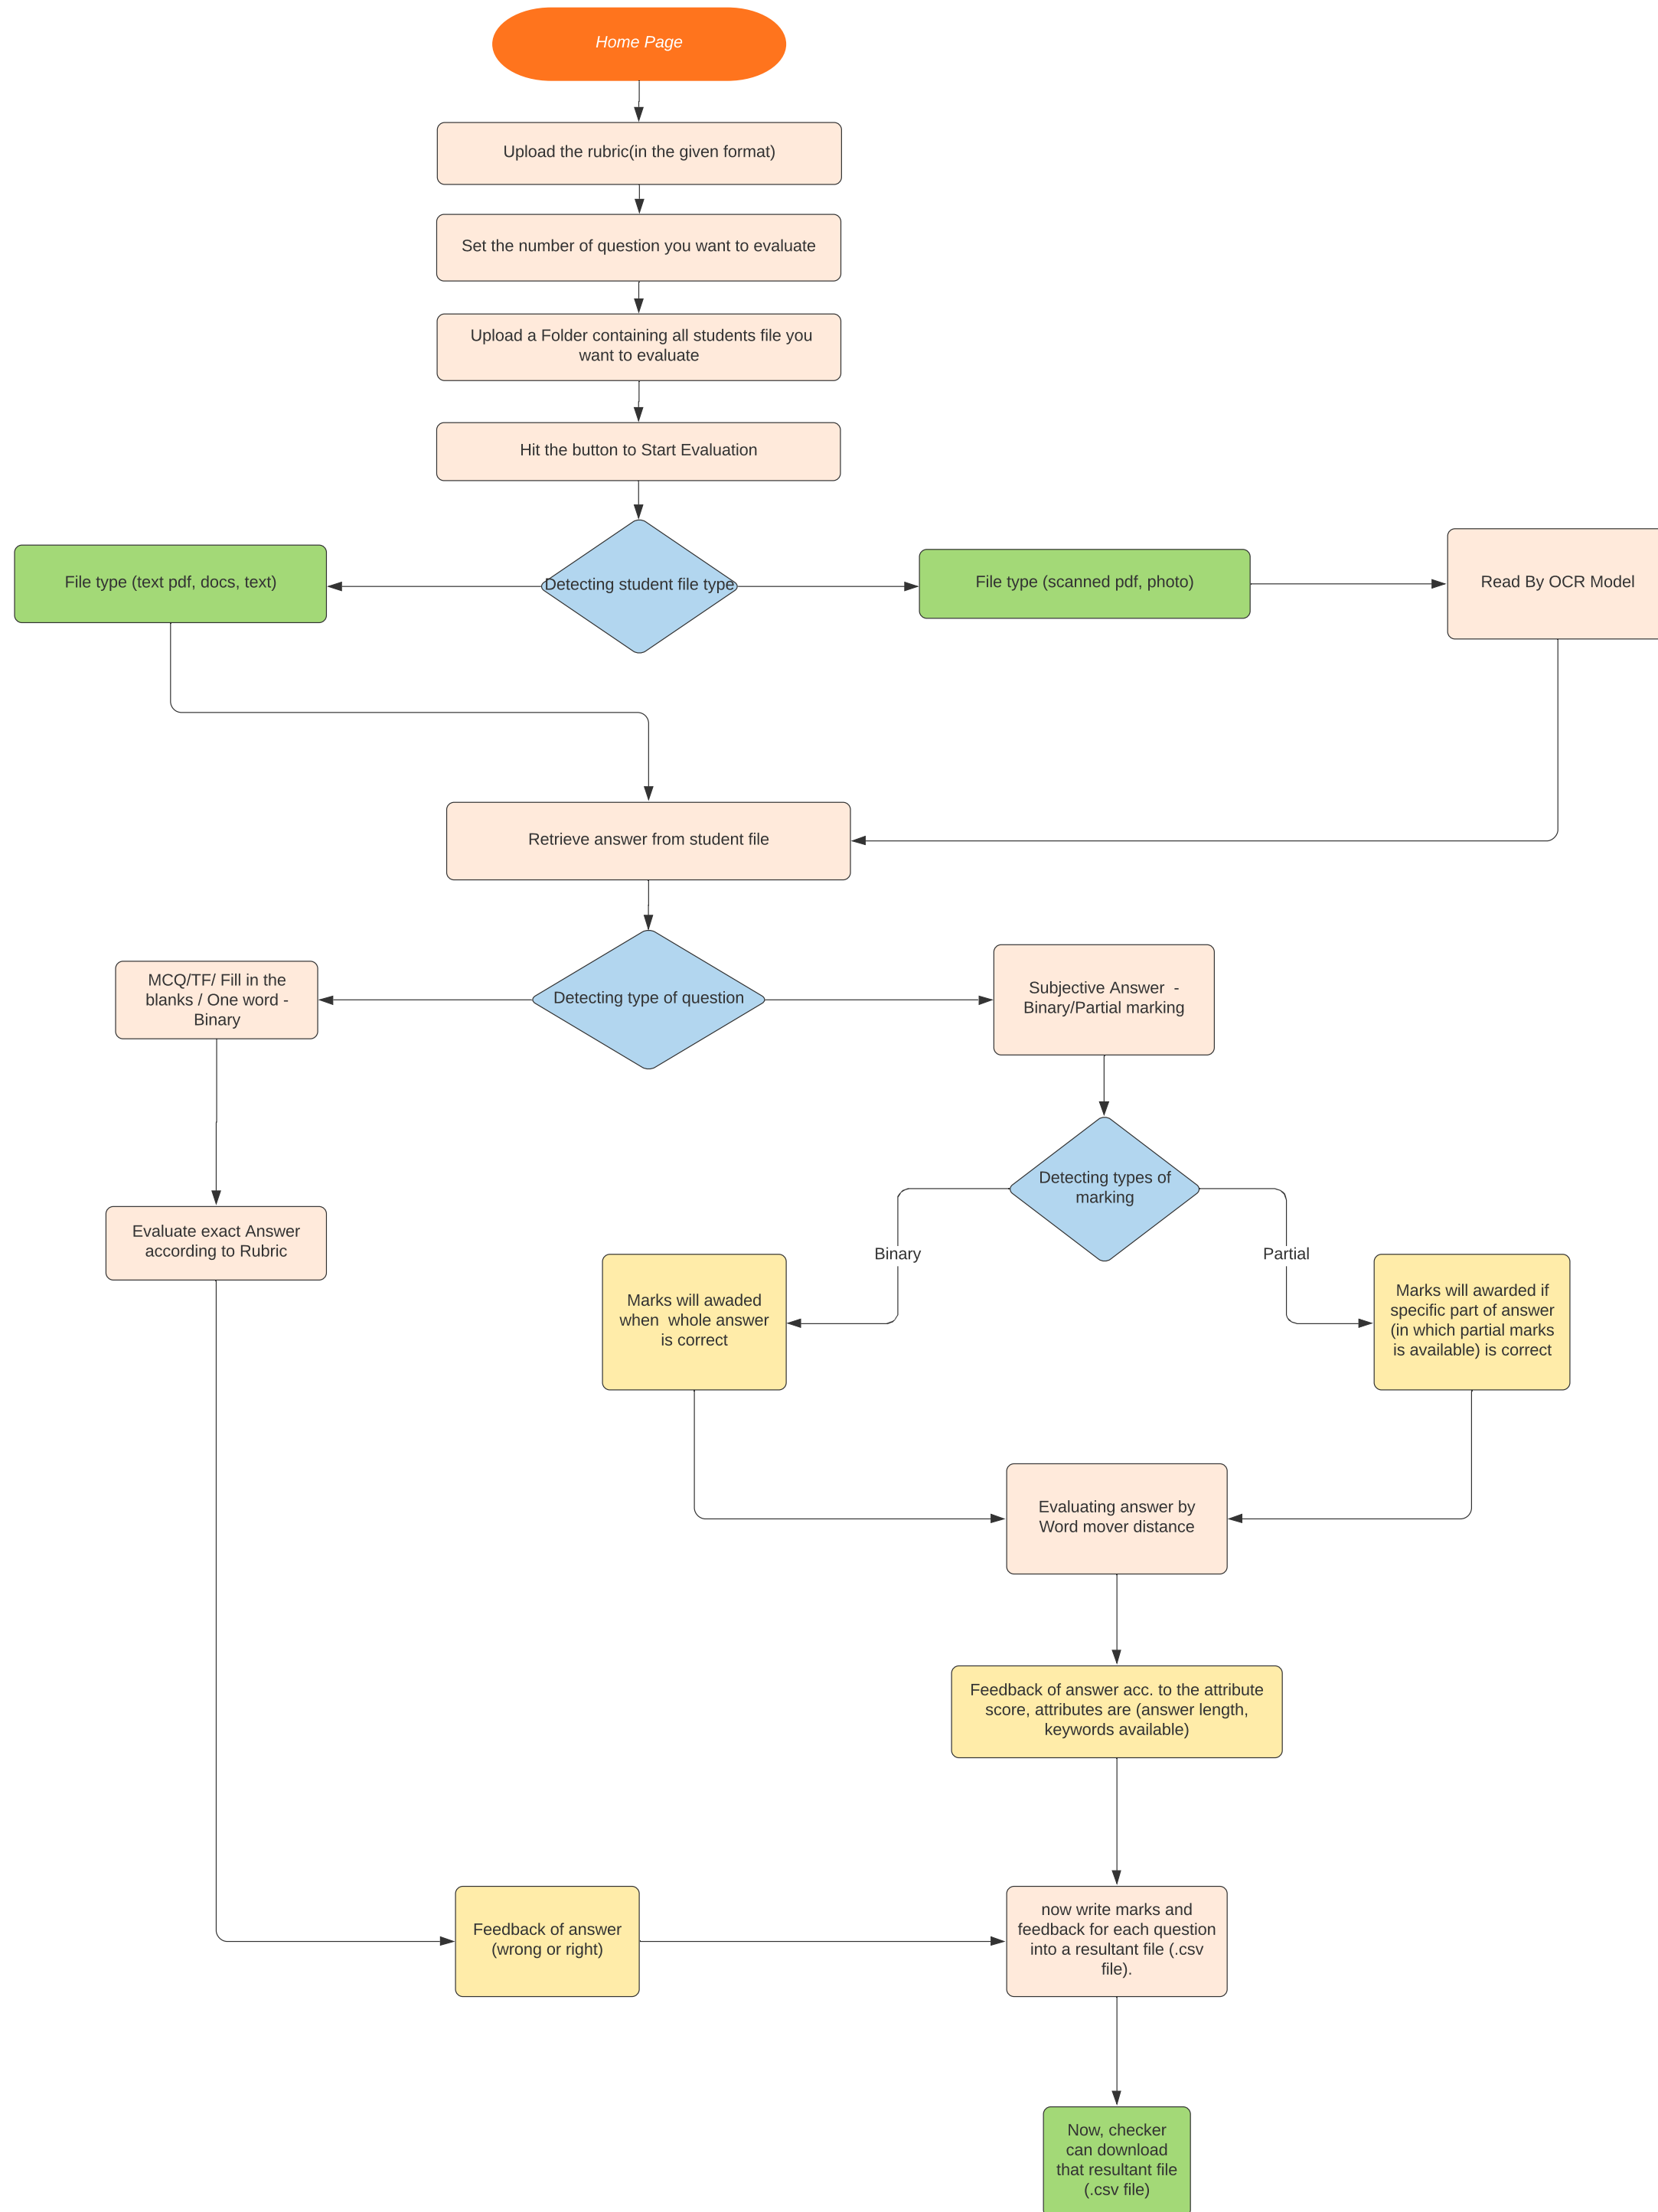 Home Page
Upload the rubric(in the given format)
Set the number of question you want to evaluate
Upload a Folder containing all students file you
want to evaluate
Hit the button to Start Evaluation
File type (text pdf, docs, text)
Detecting student file type
File type (scanned pdf, photo)
Read By OCR Model
Retrieve answer from student file
MCQ/TF/ Fill in the
blanks / One word -
Binary
Detecting type of question
Subjective Answer  -
Binary/Partial marking
Detecting types of
marking
Evaluate exact Answer
according to Rubric
Binary
Partial
Marks will awaded
when  whole answer
is correct
Marks will awarded if
specific part of answer
(in which partial marks
is available) is correct
Evaluating answer by
Word mover distance
Feedback of answer acc. to the attribute
score, attributes are (answer length,
keywords available)
Feedback of answer
(wrong or right)
now write marks and
feedback for each question
into a resultant file (.csv
file).
Now, checker
can download
that resultant file
(.csv file)